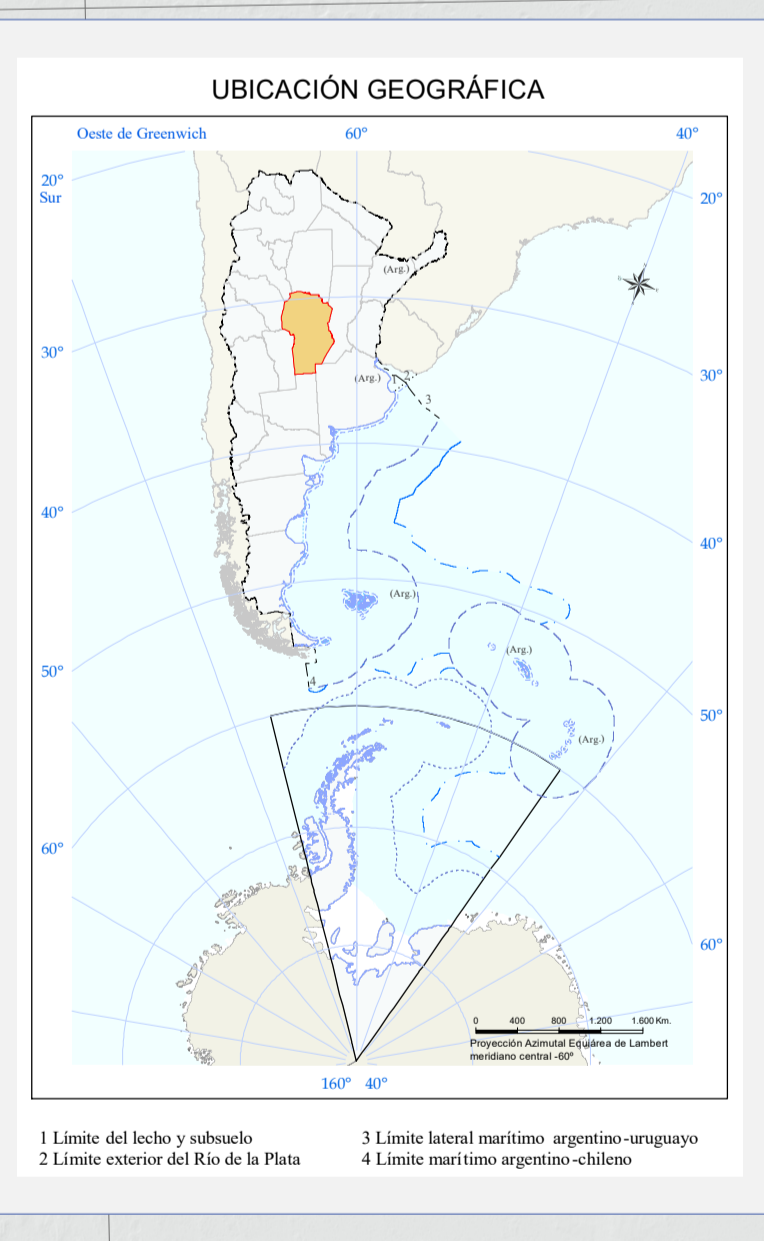 UBICACIÓN GEOGRÁFICA
Oeste de Greenwich
60°
40°
20°
Sur
20°
(Arg.)
30°
30°
(Arg.)
1
2
3
40°
40°
(Arg.)
(Arg.)
50°
4
50°
(Arg.)
60°
60°
0 400 800 1.200 1.600 Km.
Proyección Azimutal Equiárea de Lambert
meridiano central -60º
160° 40°
1 Límite del lecho y subsuelo
3 Límite lateral marítimo argentino-uruguayo
2 Límite exterior del Río de la Plata
4 Límite marítimo argentino-chileno